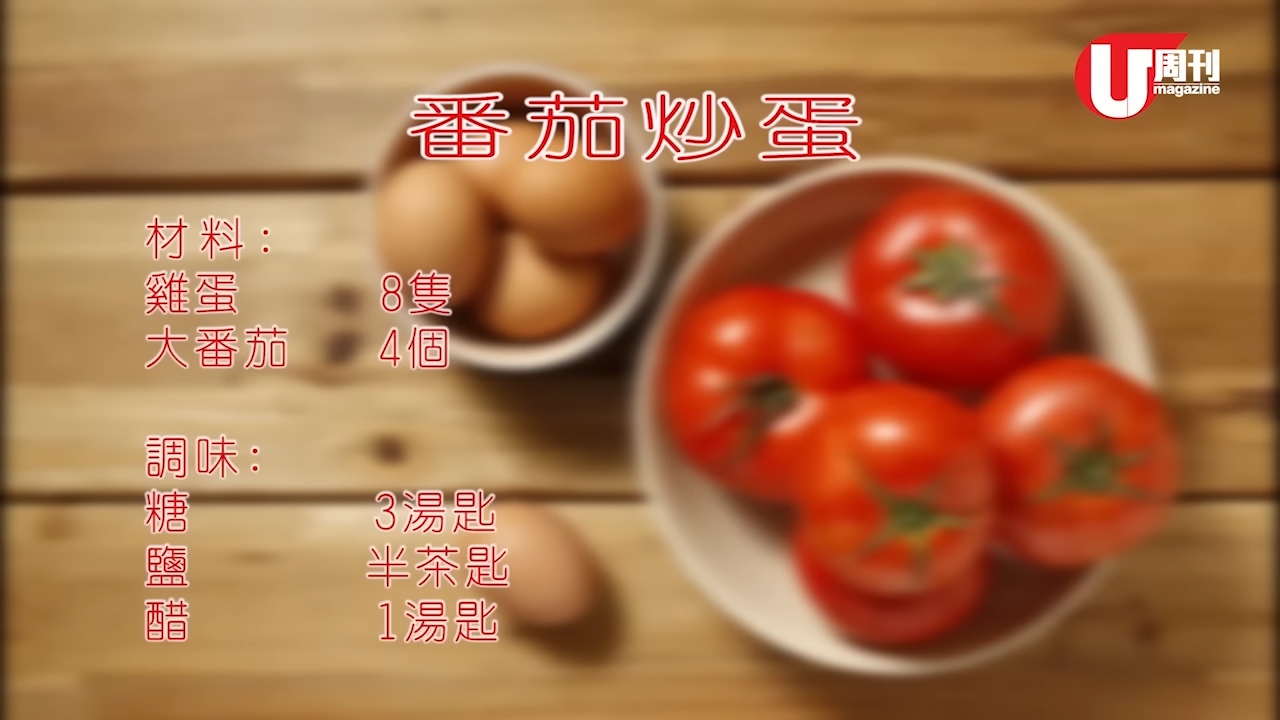 U周刊
magazine
番茄炒蛋
材料:
雞蛋 8隻
大番茄 4個
調味:
糖 3湯匙
鹽 半茶匙
醋 1湯匙